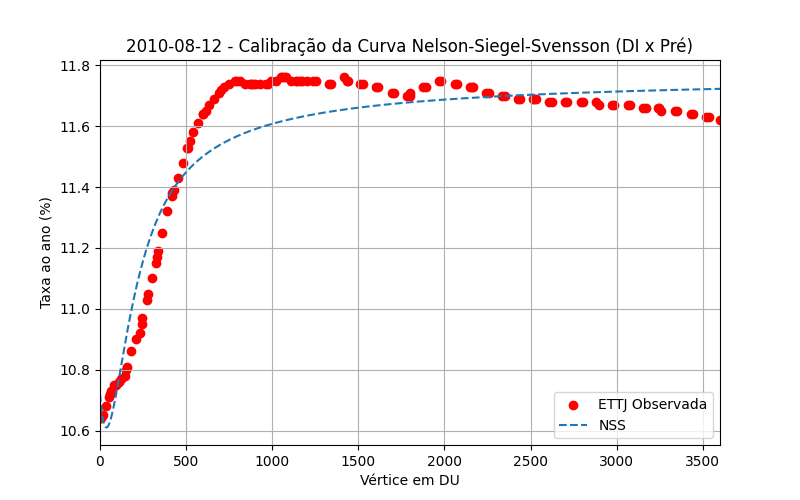 2010-08-12 - Calibração da Curva Nelson-Siegel-Svensson (DI x Pré)
11.8
11.6
11.4
11.2
11.0
10.8
10.6
Taxa ao ano (%)
ETTJ Observada
NSS
0 500 1000 1500 2000 2500 3000 3500
Vértice em DU